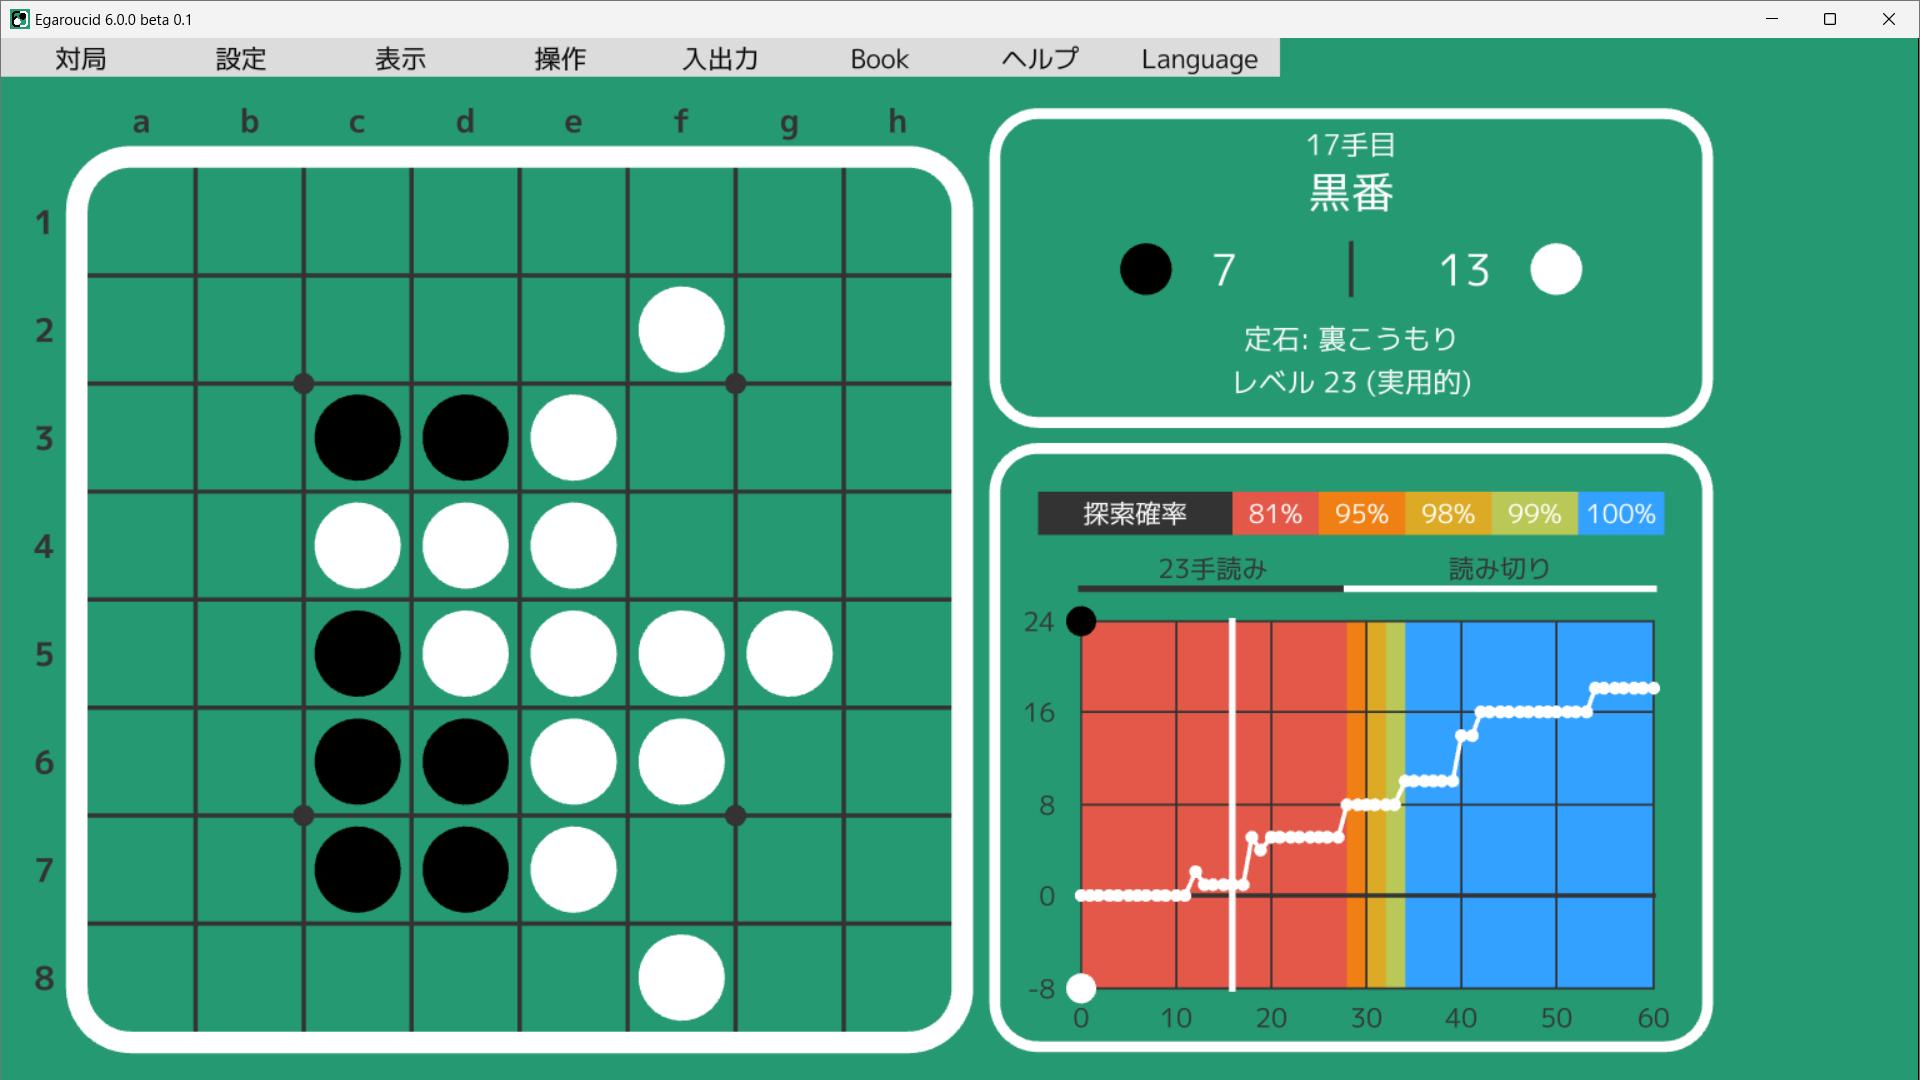 Egaroucid 6.0.0 beta 0.1
対局 設定 表示 操作 入出力 Book ヘルプ Language
a b c d e f g h
1
2
3
4
5
6
7
8
17手目
黒番
7 13
定石: 裏こうもり
レベル 23 (実用的)
探索確率 81% 95% 98% 99% 100%
23手読み 読み切り
24
16
8
0
-8
0 10 20 30 40 50 60